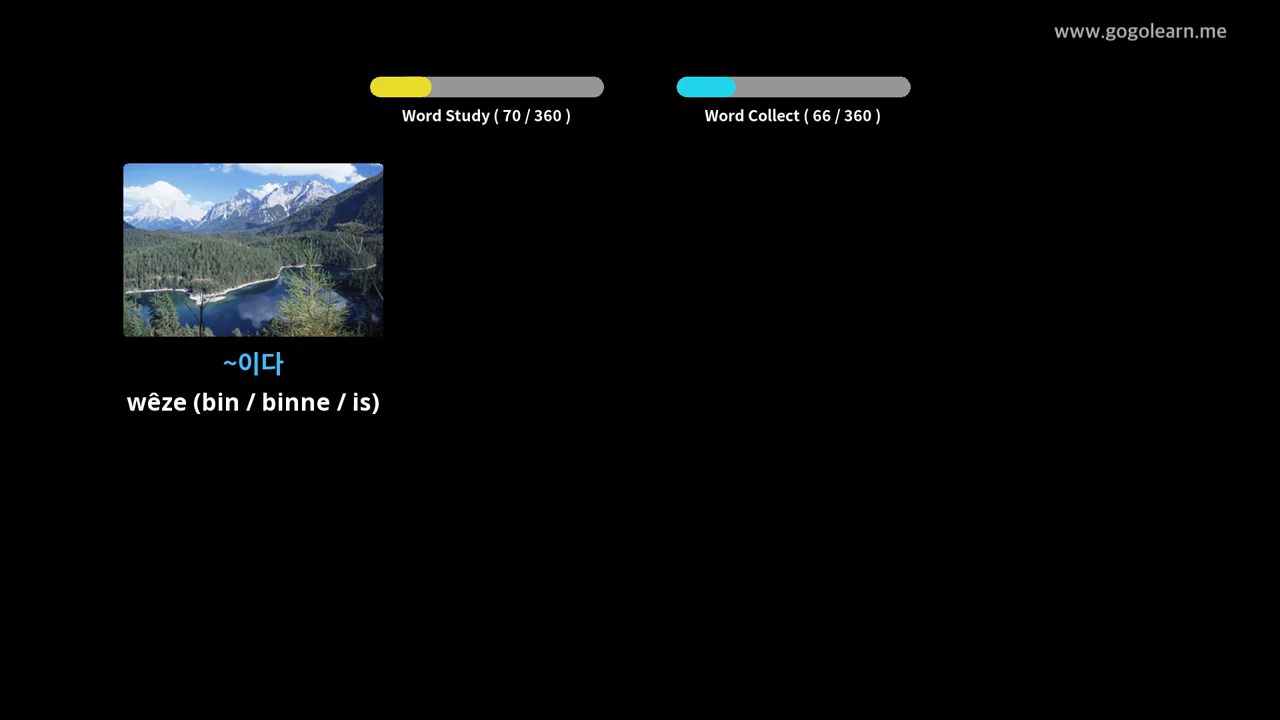 www.gogolearn.me
Word Study ( 70 / 360 )
Word Collect ( 66 / 360 )
~이다
wêze (bin / binne / is)